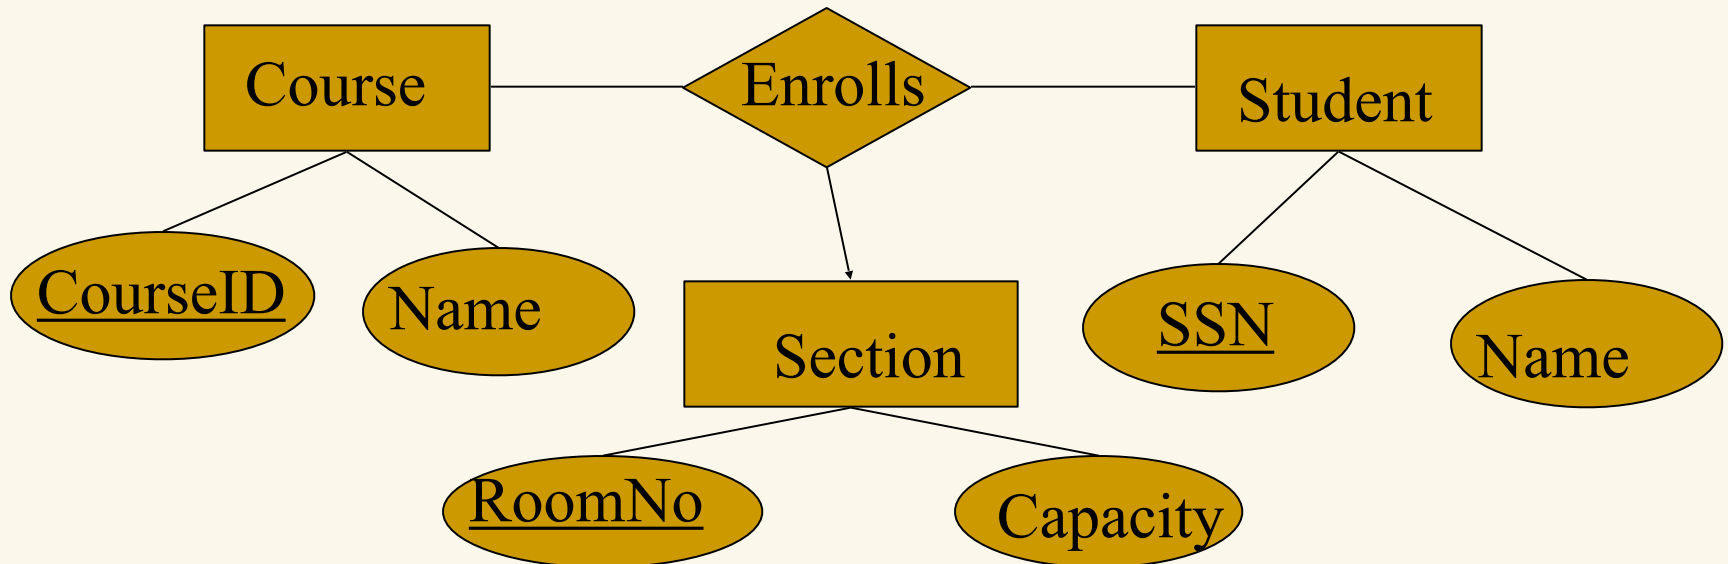 Course
Enrolls
Student
CourseID
Name
Section
SSN
Name
RoomNo
Capacity